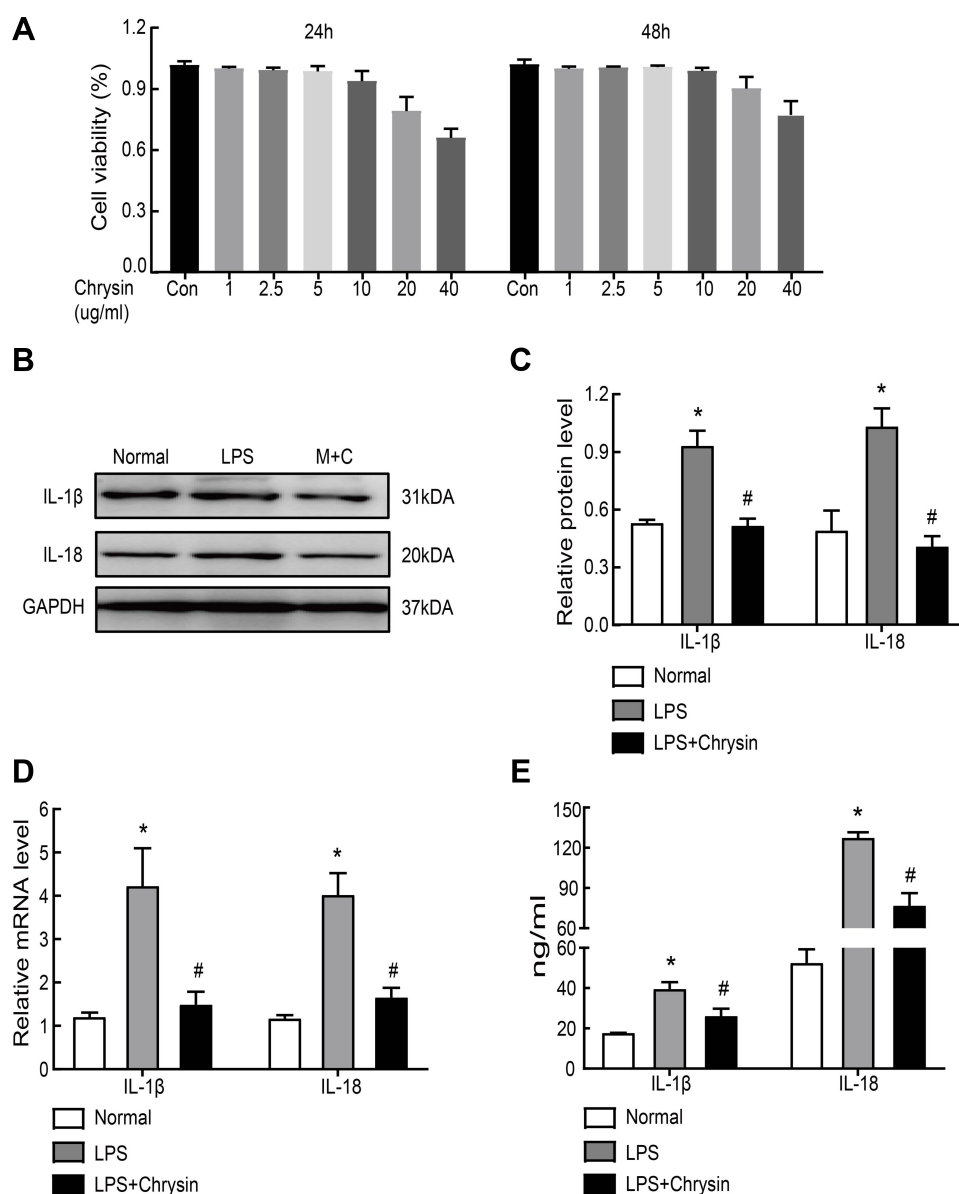 A
24h
48h
Cell viability (%)
1.2
0.9
0.6
0.3
0.0
Chrysin
(ug/ml)
Con 1 2.5 5 10 20 40 Con 1 2.5 5 10 20 40
B
Normal LPS M+C
IL-1β 31kDA
IL-18 20kDA
GAPDH 37kDA
C
Relative protein level
1.2
0.9
0.6
0.3
0.0
* # * #
IL-1β IL-18
Normal
LPS
LPS+Chrysin
D
Relative mRNA level
6
5
4
3
2
1
0
* # * #
IL-1β IL-18
Normal
LPS
LPS+Chrysin
E
ng/ml
150
120
90
60
60
40
20
0
* # * #
IL-1β IL-18
Normal
LPS
LPS+Chrysin